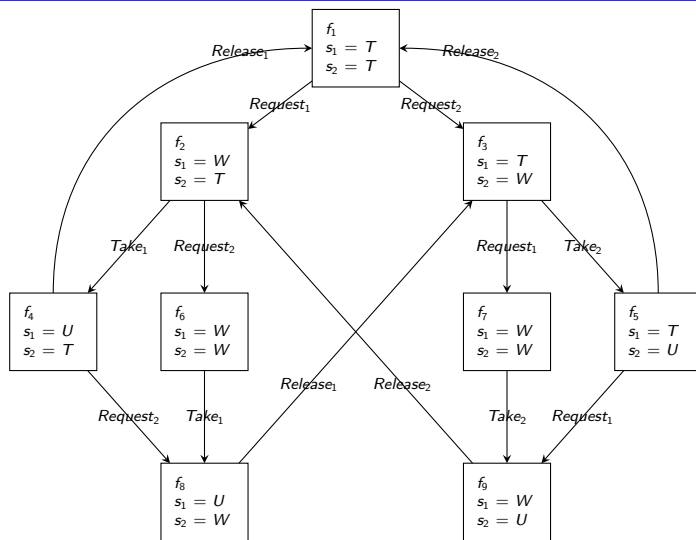 f₁
s₁ = T
s₂ = T
Release₁
Release₂
Request₁
Request₂
f₂
s₁ = W
s₂ = T
f₃
s₁ = T
s₂ = W
Take₁
Request₂
Request₁
Take₂
f₄
s₁ = U
s₂ = T
f₆
s₁ = W
s₂ = W
f₇
s₁ = W
s₂ = W
f₅
s₁ = T
s₂ = U
Release₁
Release₂
Request₂
Take₁
Take₂
Request₁
f₈
s₁ = U
s₂ = W
f₉
s₁ = W
s₂ = U